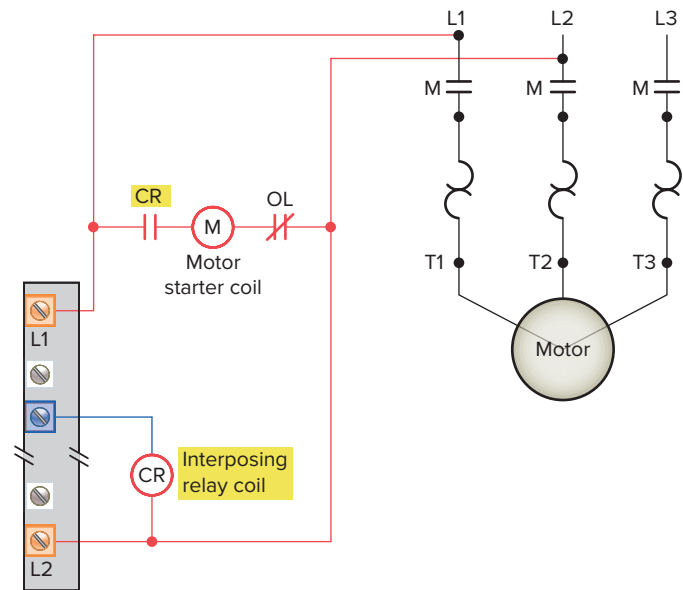 L1
L2
L3
M
M
M
CR
OL
M
Motor
starter coil
T1
T2
T3
L1
Motor
CR
Interposing
relay coil
L2